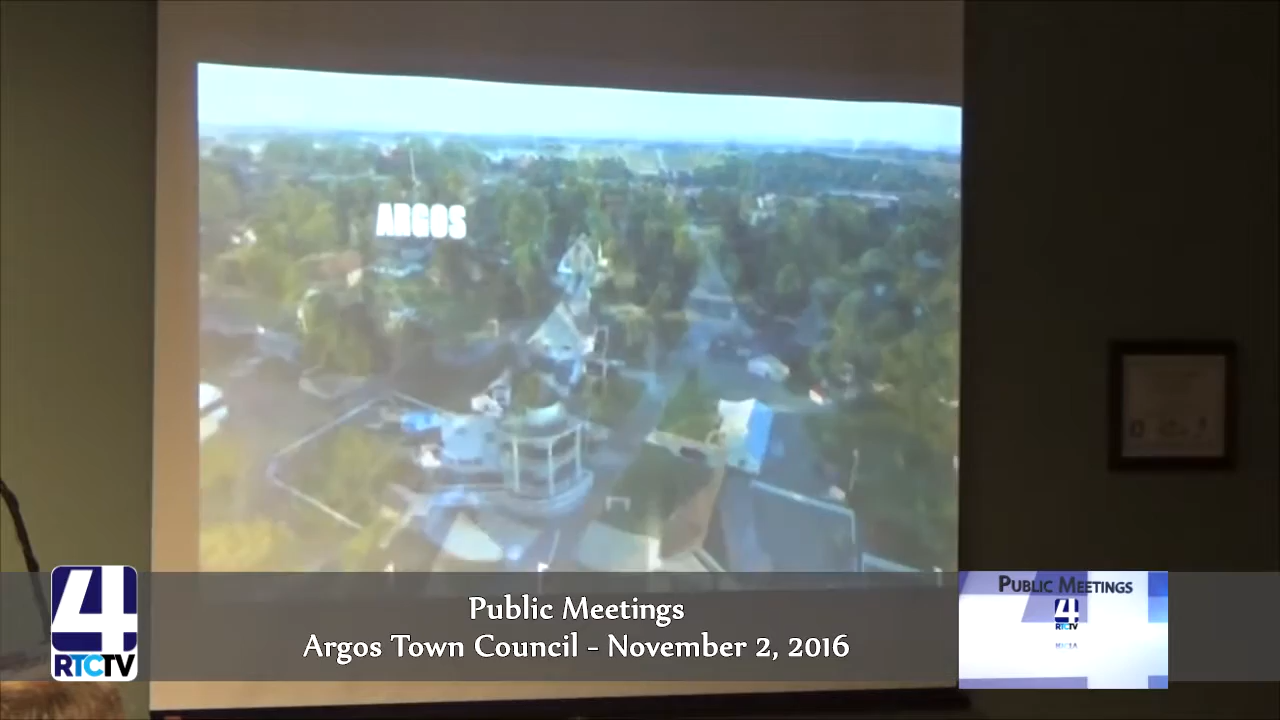 ARGOS
4
RTCTV
Public Meetings
Argos Town Council - November 2, 2016
PUBLIC MEETINGS
4
RTCTV